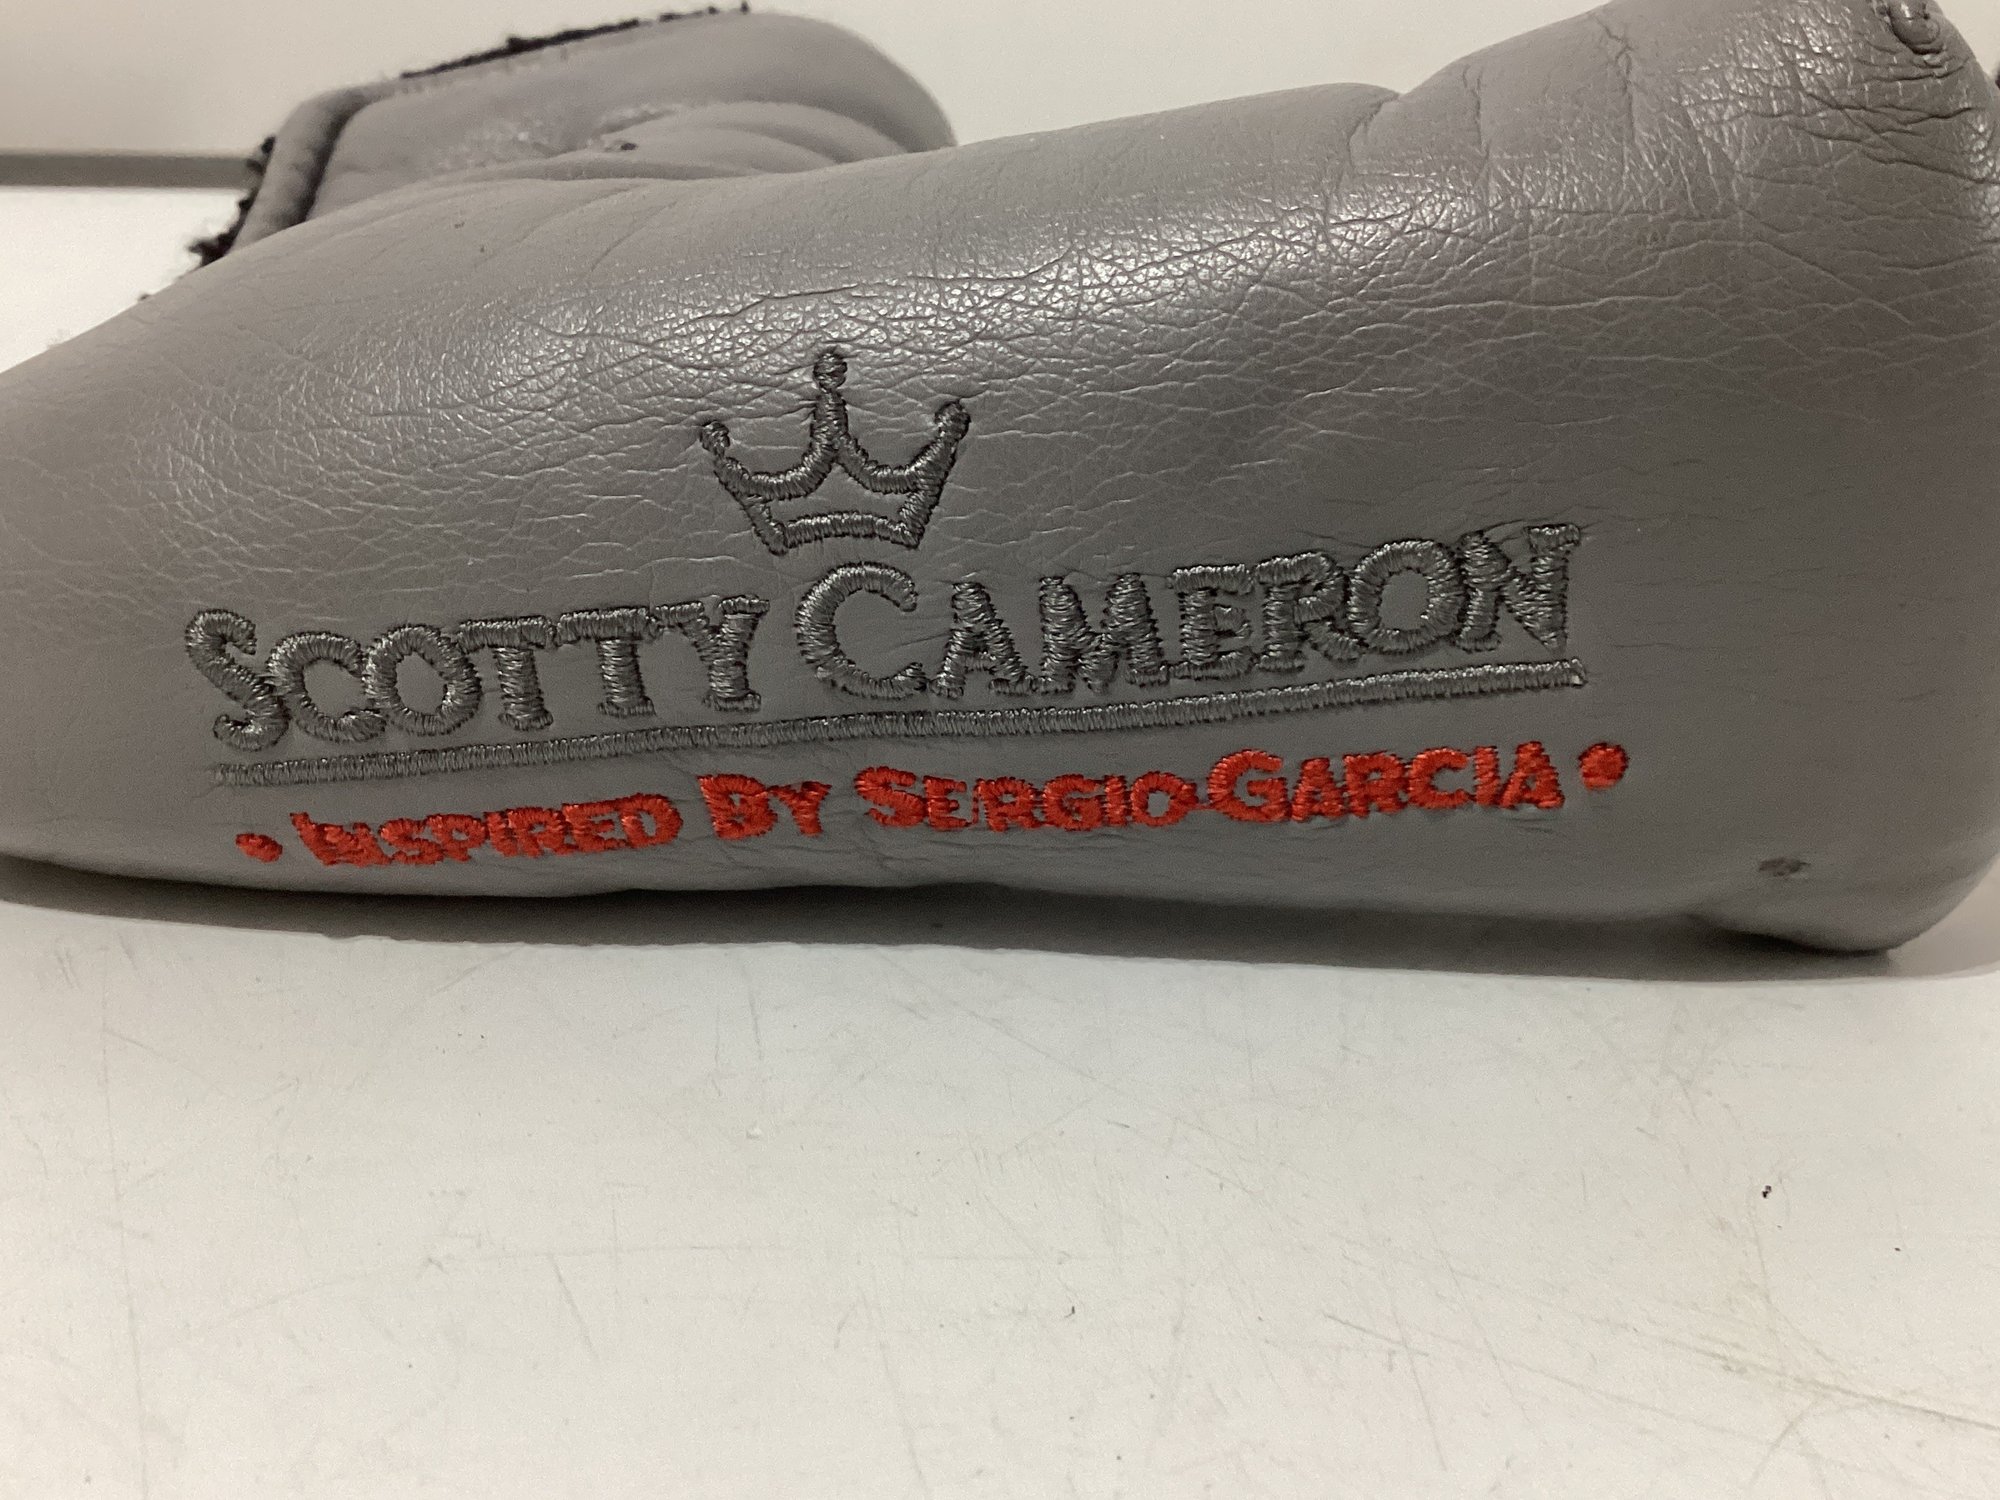 SCOTTY CAMERON
• INSPIRED BY SERGIO GARCIA •